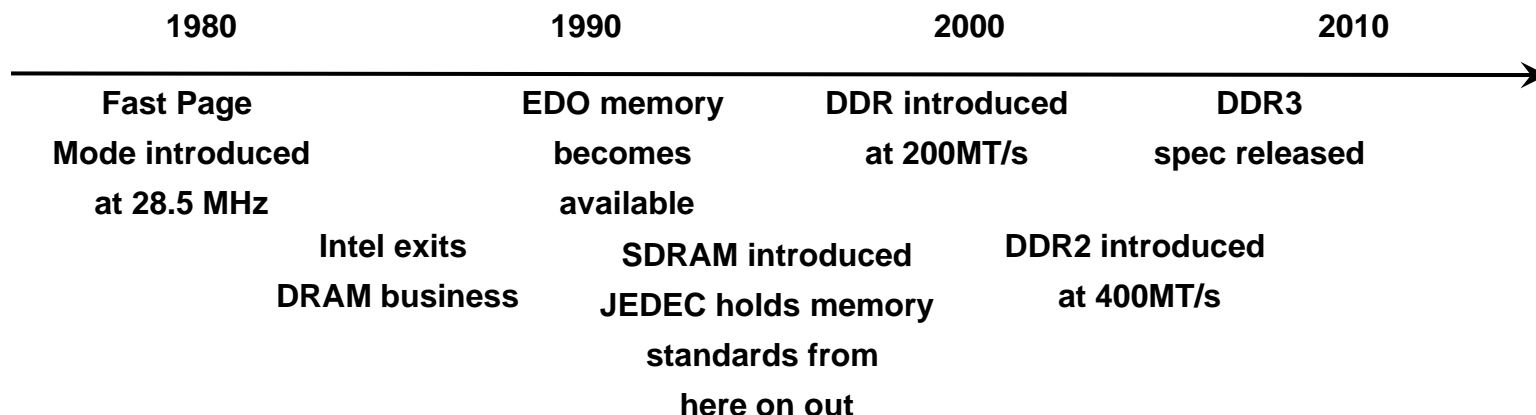 1980 1990 2000 2010
Fast Page
Mode introduced
at 28.5 MHz
Intel exits
DRAM business
EDO memory
becomes
available
SDRAM introduced
JEDEC holds memory
standards from
here on out
DDR introduced
at 200MT/s
DDR2 introduced
at 400MT/s
DDR3
spec released